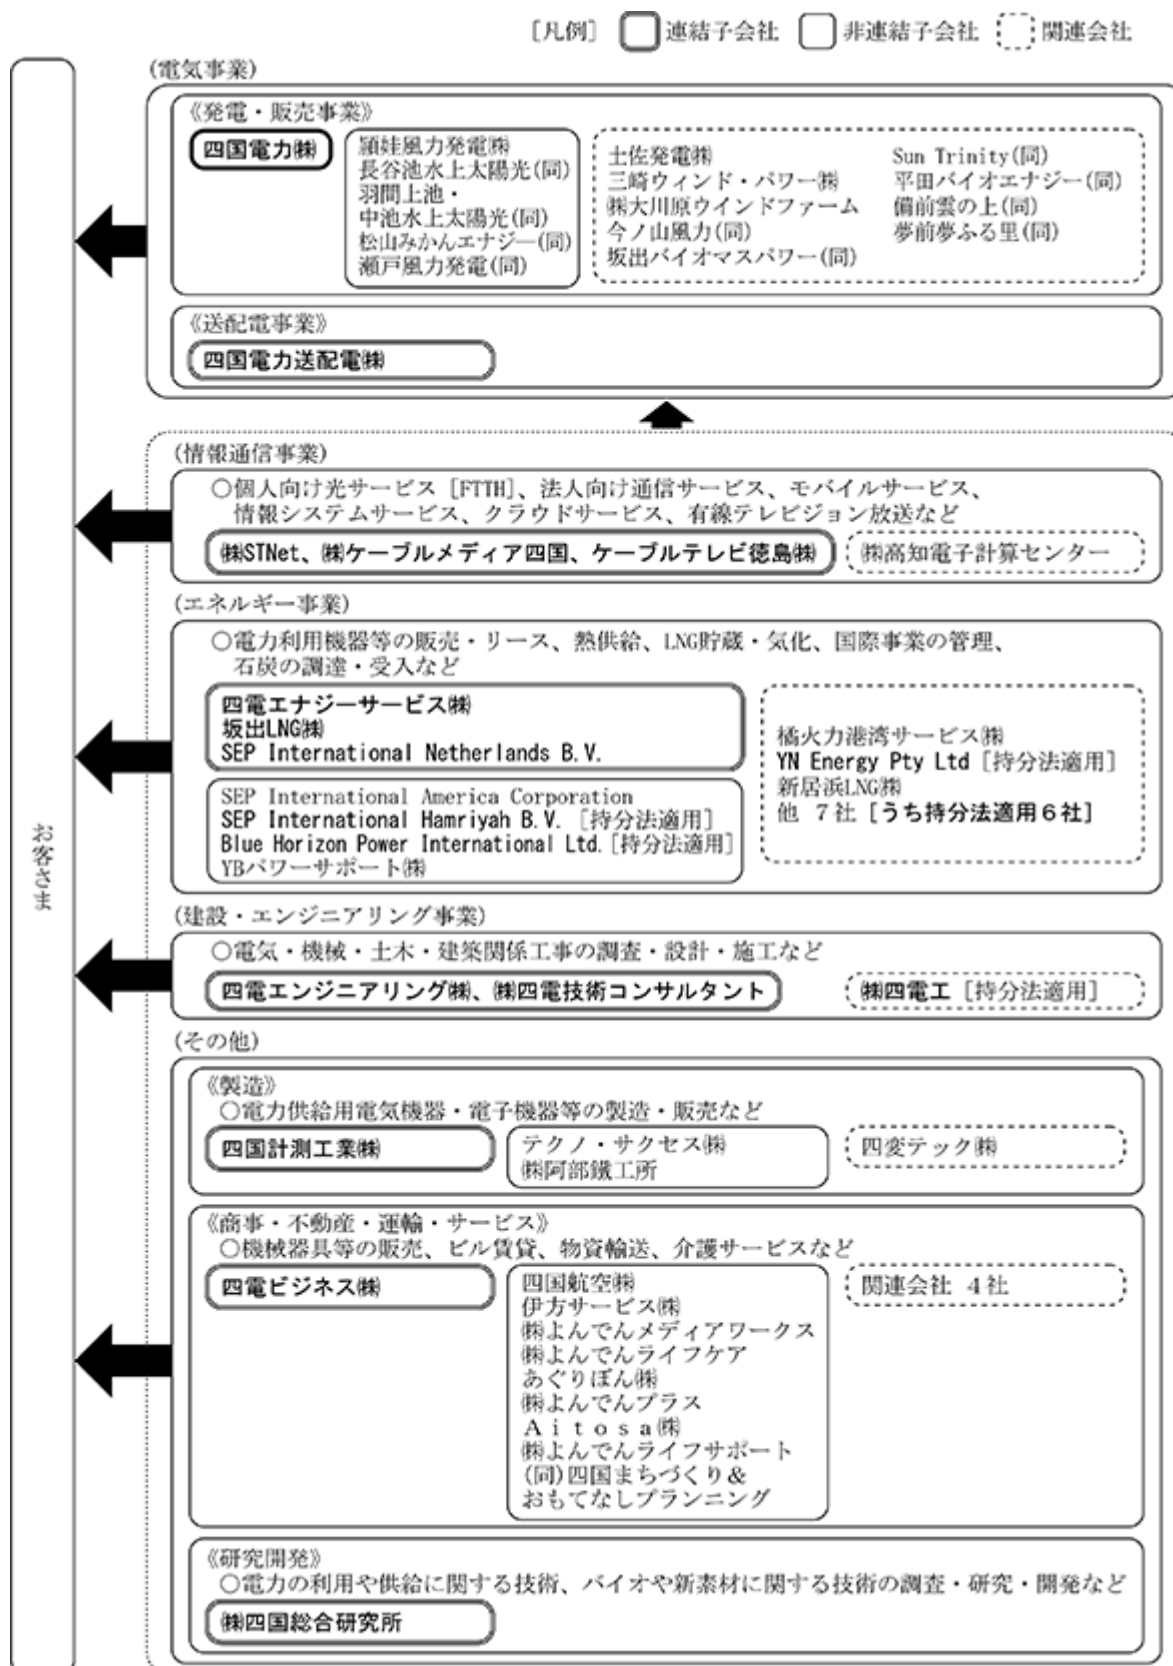 ［凡例］ 連結子会社 非連結子会社 関連会社
(電気事業)
《発電・販売事業》
四国電力㈱
頴娃風力発電㈱
長谷池水上太陽光(同)
羽間上池・
中池水上太陽光(同)
松山みかんエナジー(同)
瀬戸風力発電(同)
土佐発電㈱
三崎ウィンド・パワー㈱
㈱大川原ウインドファーム
今ノ山風力(同)
坂出バイオマスパワー(同)
Sun Trinity(同)
平田バイオエナジー(同)
備前雲の上(同)
夢前夢ふる里(同)
《送配電事業》
四国電力送配電㈱
お客さま
(情報通信事業)
○個人向け光サービス［FTTH］、法人向け通信サービス、モバイルサービス、
情報システムサービス、クラウドサービス、有線テレビジョン放送など
㈱STNet、㈱ケーブルメディア四国、ケーブルテレビ徳島㈱
㈱高知電子計算センター
(エネルギー事業)
○電力利用機器等の販売・リース、熱供給、LNG貯蔵・気化、国際事業の管理、
石炭の調達・受入など
四電エナジーサービス㈱
坂出LNG㈱
SEP International Netherlands B.V.
SEP International America Corporation
SEP International Hamriyah B.V.［持分法適用］
Blue Horizon Power International Ltd.［持分法適用］
YBパワーサポート㈱
橘火力港湾サービス㈱
YN Energy Pty Ltd［持分法適用］
新居浜LNG㈱
他 7社［うち持分法適用6社］
(建設・エンジニアリング事業)
○電気・機械・土木・建築関係工事の調査・設計・施工など
四電エンジニアリング㈱、㈱四電技術コンサルタント
㈱四電工［持分法適用］
(その他)
《製造》
○電力供給用電気機器・電子機器等の製造・販売など
四国計測工業㈱
テクノ・サクセス㈱
㈱阿部鐵工所
四変テック㈱
《商事・不動産・運輸・サービス》
○機械器具等の販売、ビル賃貸、物資輸送、介護サービスなど
四電ビジネス㈱
四国航空㈱
伊方サービス㈱
㈱よんでんメディアワークス
㈱よんでんライフケア
あぐりぼん㈱
㈱よんでんプラス
Ａｉｔｏｓａ㈱
㈱よんでんライフサポート
(同)四国まちづくり＆
おもてなしプランニング
関連会社 4社
《研究開発》
○電力の利用や供給に関する技術、バイオや新素材に関する技術の調査・研究・開発など
㈱四国総合研究所